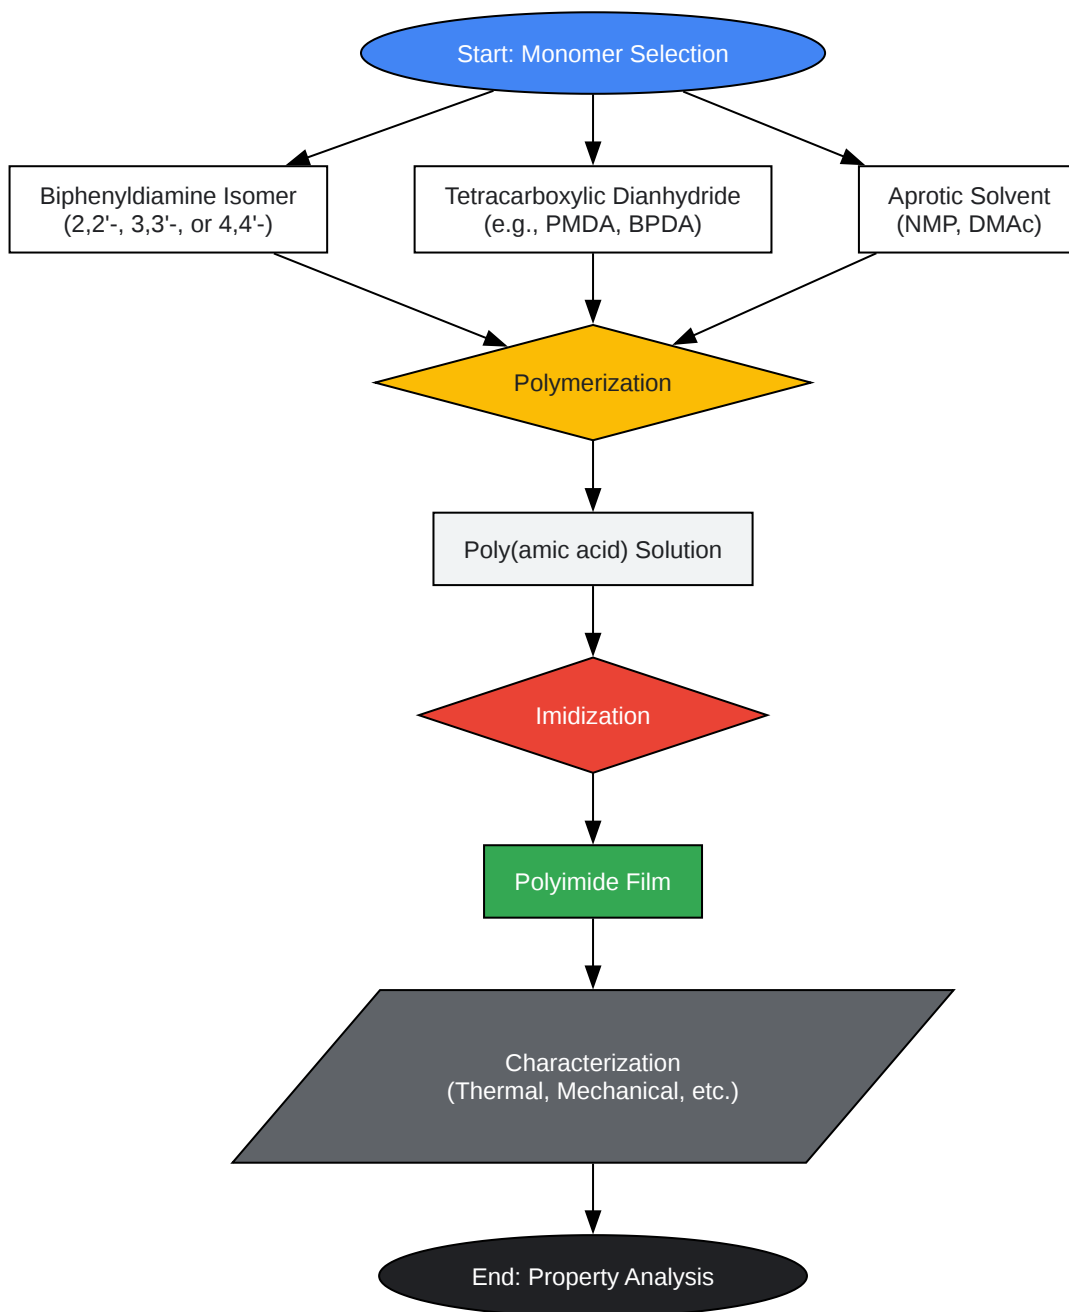 Start: Monomer Selection
Biphenyldiamine Isomer
(2,2'-, 3,3'-, or 4,4'-)
Tetracarboxylic Dianhydride
(e.g., PMDA, BPDA)
Aprotic Solvent
(NMP, DMAc)
Polymerization
Poly(amic acid) Solution
Imidization
Polyimide Film
Characterization
(Thermal, Mechanical, etc.)
End: Property Analysis